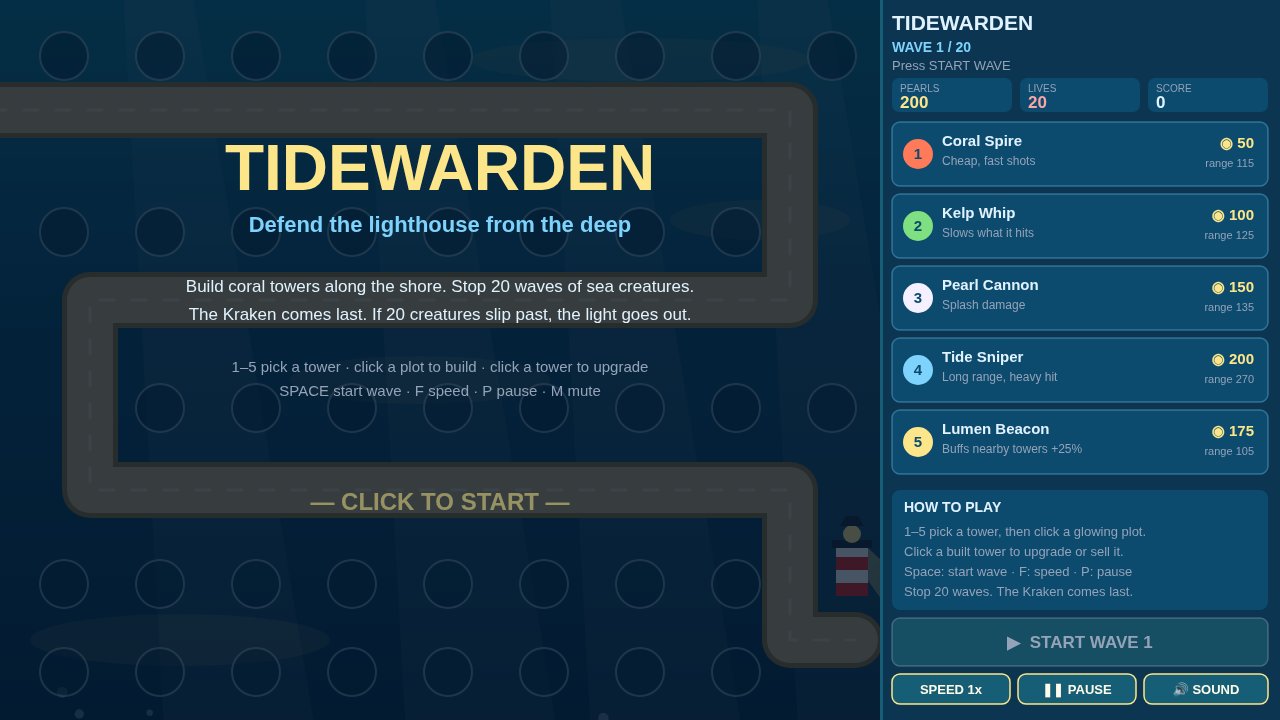 TIDEWARDEN
Defend the lighthouse from the deep
Build coral towers along the shore. Stop 20 waves of sea creatures.
The Kraken comes last. If 20 creatures slip past, the light goes out.
1–5 pick a tower · click a plot to build · click a tower to upgrade
SPACE start wave · F speed · P pause · M mute
— CLICK TO START —
TIDEWARDEN
WAVE 1 / 20
Press START WAVE
PEARLS
200
LIVES
20
SCORE
0
1
Coral Spire
Cheap, fast shots
◉ 50
range 115
2
Kelp Whip
Slows what it hits
◉ 100
range 125
3
Pearl Cannon
Splash damage
◉ 150
range 135
4
Tide Sniper
Long range, heavy hit
◉ 200
range 270
5
Lumen Beacon
Buffs nearby towers +25%
◉ 175
range 105
HOW TO PLAY
1–5 pick a tower, then click a glowing plot.
Click a built tower to upgrade or sell it.
Space: start wave · F: speed · P: pause
Stop 20 waves. The Kraken comes last.
▶ START WAVE 1
SPEED 1x
❚❚ PAUSE
🔊 SOUND